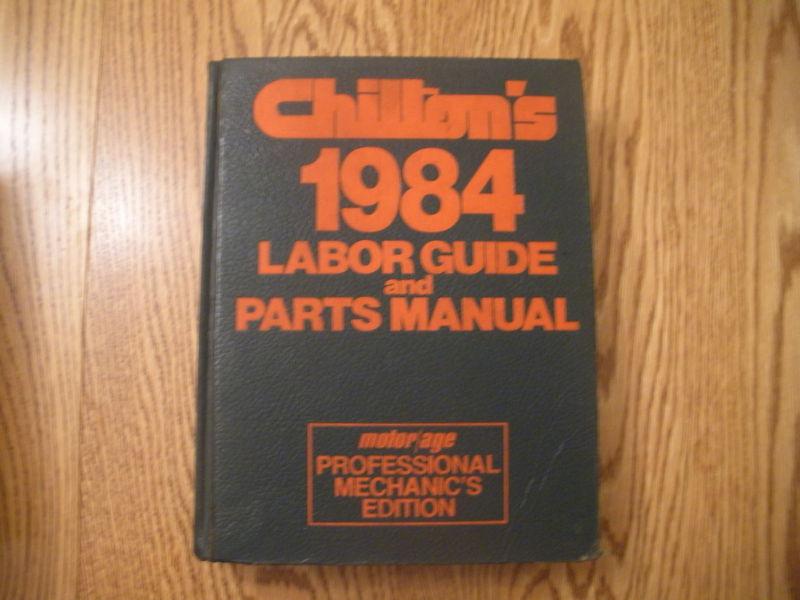 Chilton's
1984
LABOR GUIDE
and
PARTS MANUAL
motor/age
PROFESSIONAL
MECHANIC'S
EDITION